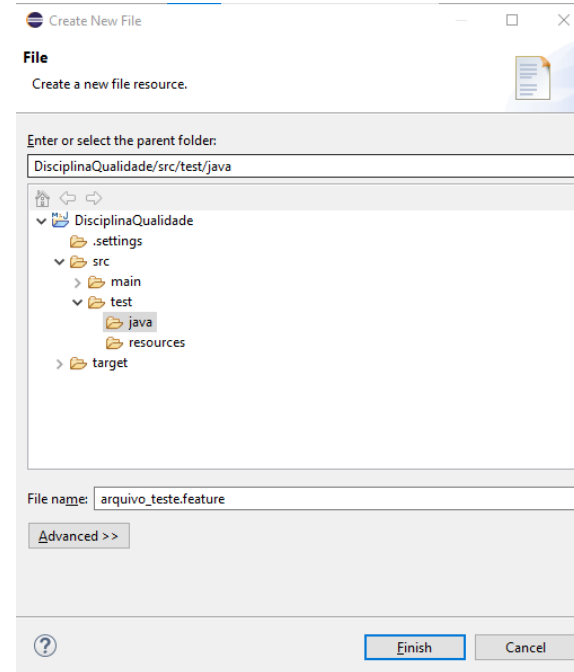 Create New File
File
Create a new file resource.
Enter or select the parent folder:
DisciplinaQualidade/src/test/java
DisciplinaQualidade
.settings
src
main
test
java
resources
target
File name: arquivo_teste.feature
Advanced >>
Finish Cancel